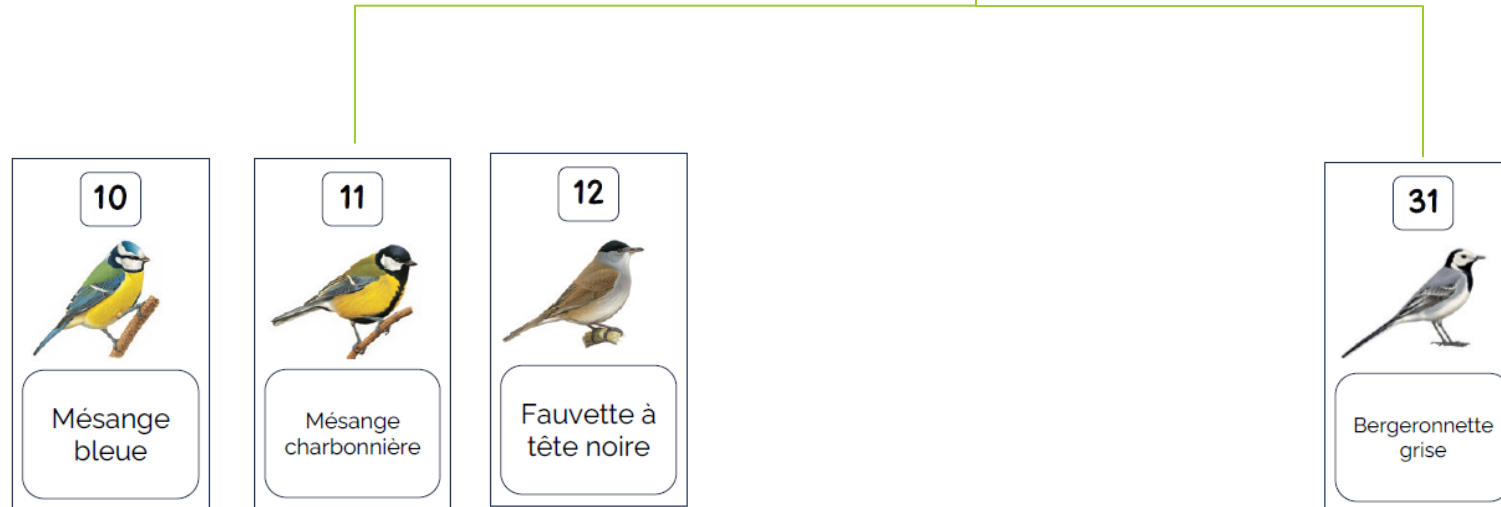 10
Mésange
bleue
11
Mésange
charbonnière
12
Fauvette à
tête noire
31
Bergeronnette
grise